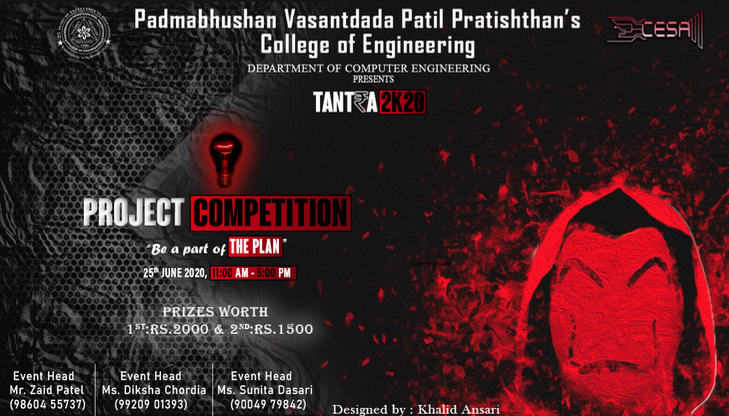 Padmabhushan Vasantdada Patil Pratishthan's
College of Engineering
DEPARTMENT OF COMPUTER ENGINEERING
PRESENTS
CESA
TANTRA 2K20
PROJECT COMPETITION
"Be a part of THE PLAN"
25th JUNE 2020, 11:00 AM - 5:00 PM
PRIZES WORTH
1ST:RS.2000 & 2ND:RS.1500
Event Head
Mr. Zaid Patel
(98604 55737)
Event Head
Ms. Diksha Chordia
(99209 01393)
Event Head
Ms. Sunita Dasari
(90049 79842)
Designed by : Khalid Ansari